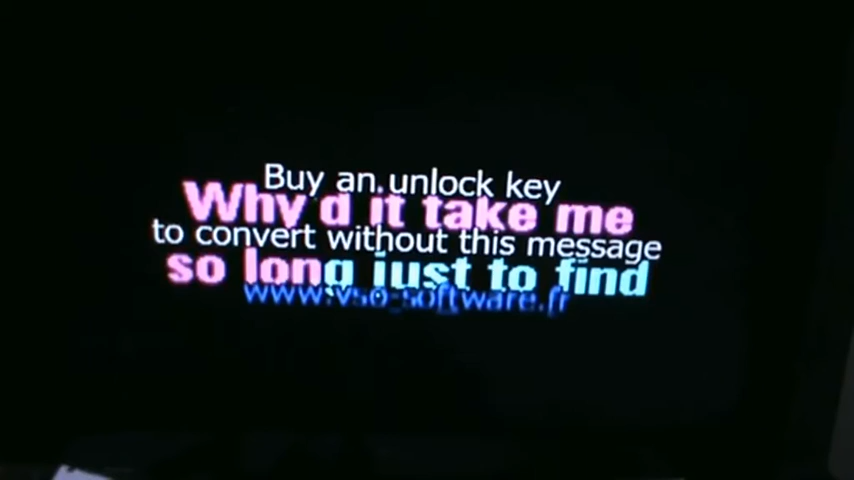 Buy an unlock key
Why'd it take me
to convert without this message
so long just to find
www.vso-software.fr